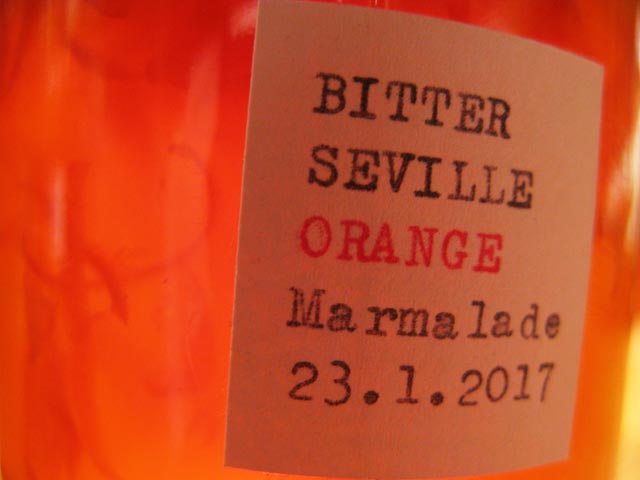 BITTER
SEVILLE
ORANGE
Marmalade
23.1.2017